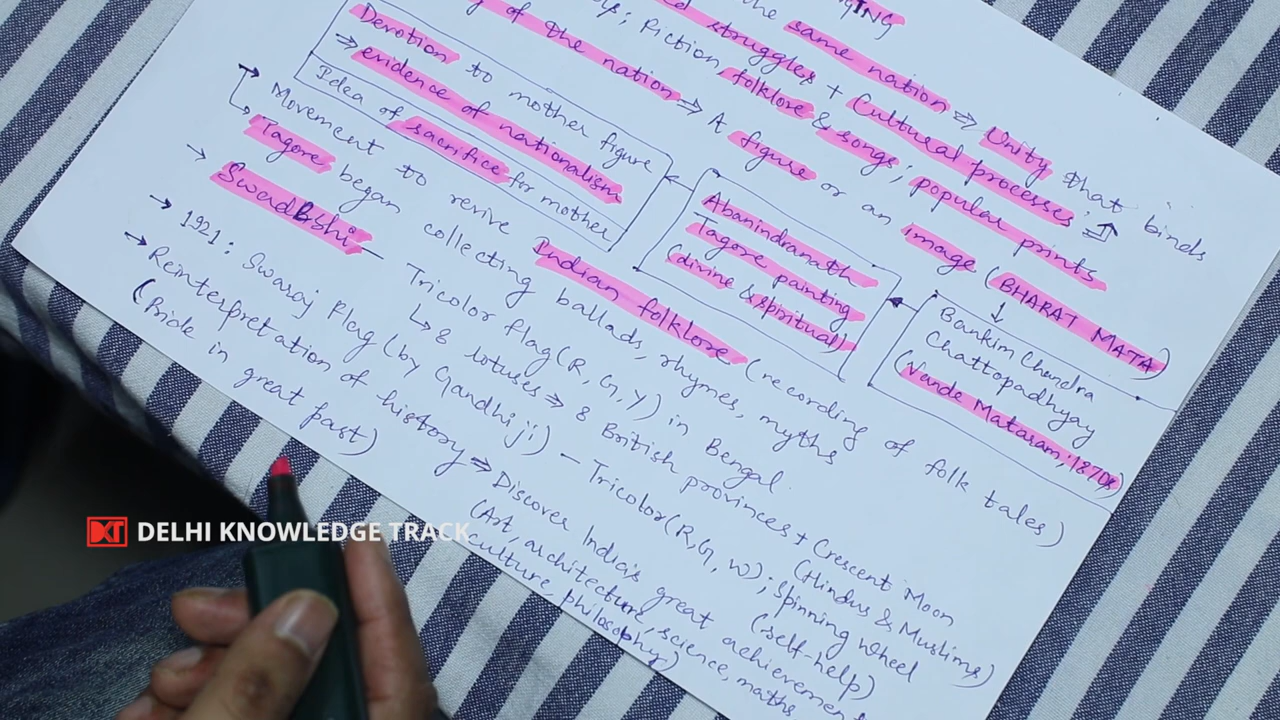 GING
the same nation ⇒ Unity that binds
struggles + Cultural processes
Fiction folklore & songs; popular prints
of the nation ⇒ A figure or an image (BHARAT MATA)
Devotion to mother figure
→ evidence of nationalism
Idea of sacrifice for mother
Abanindranath
Tagore painting
(divine & spiritual)
Bankim Chandra
Chattopadhyay
(Vande Mataram; 1870s)
→ Movement to revive Indian folklore (recording of folk tales)
Tagore began collecting ballads, rhymes, myths
→ Swadeshi – Tricolor flag (R, G, Y) in Bengal
↳ 8 lotuses ⇒ 8 British provinces + Crescent Moon
(Hindus & Muslims)
→ 1921: Swaraj Flag (by Gandhiji) – Tricolor (R, G, W); Spinning wheel
(self-help)
→ Reinterpretation of history ⇒ Discover India's great achievement
(Pride in great past)
(Art, architecture, science, maths
culture, philosophy)
DKT DELHI KNOWLEDGE TRACK